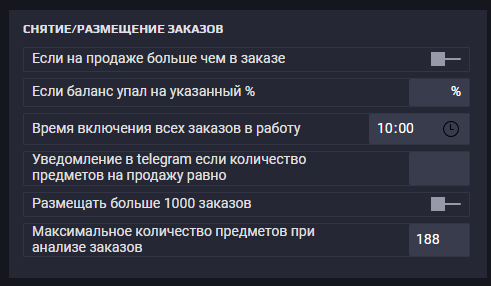 СНЯТИЕ/РАЗМЕЩЕНИЕ ЗАКАЗОВ
Если на продаже больше чем в заказе
Если баланс упал на указанный % %
Время включения всех заказов в работу 10:00
Уведомление в telegram если количество
предметов на продажу равно
Размещать больше 1000 заказов
Максимальное количество предметов при
анализе заказов 188